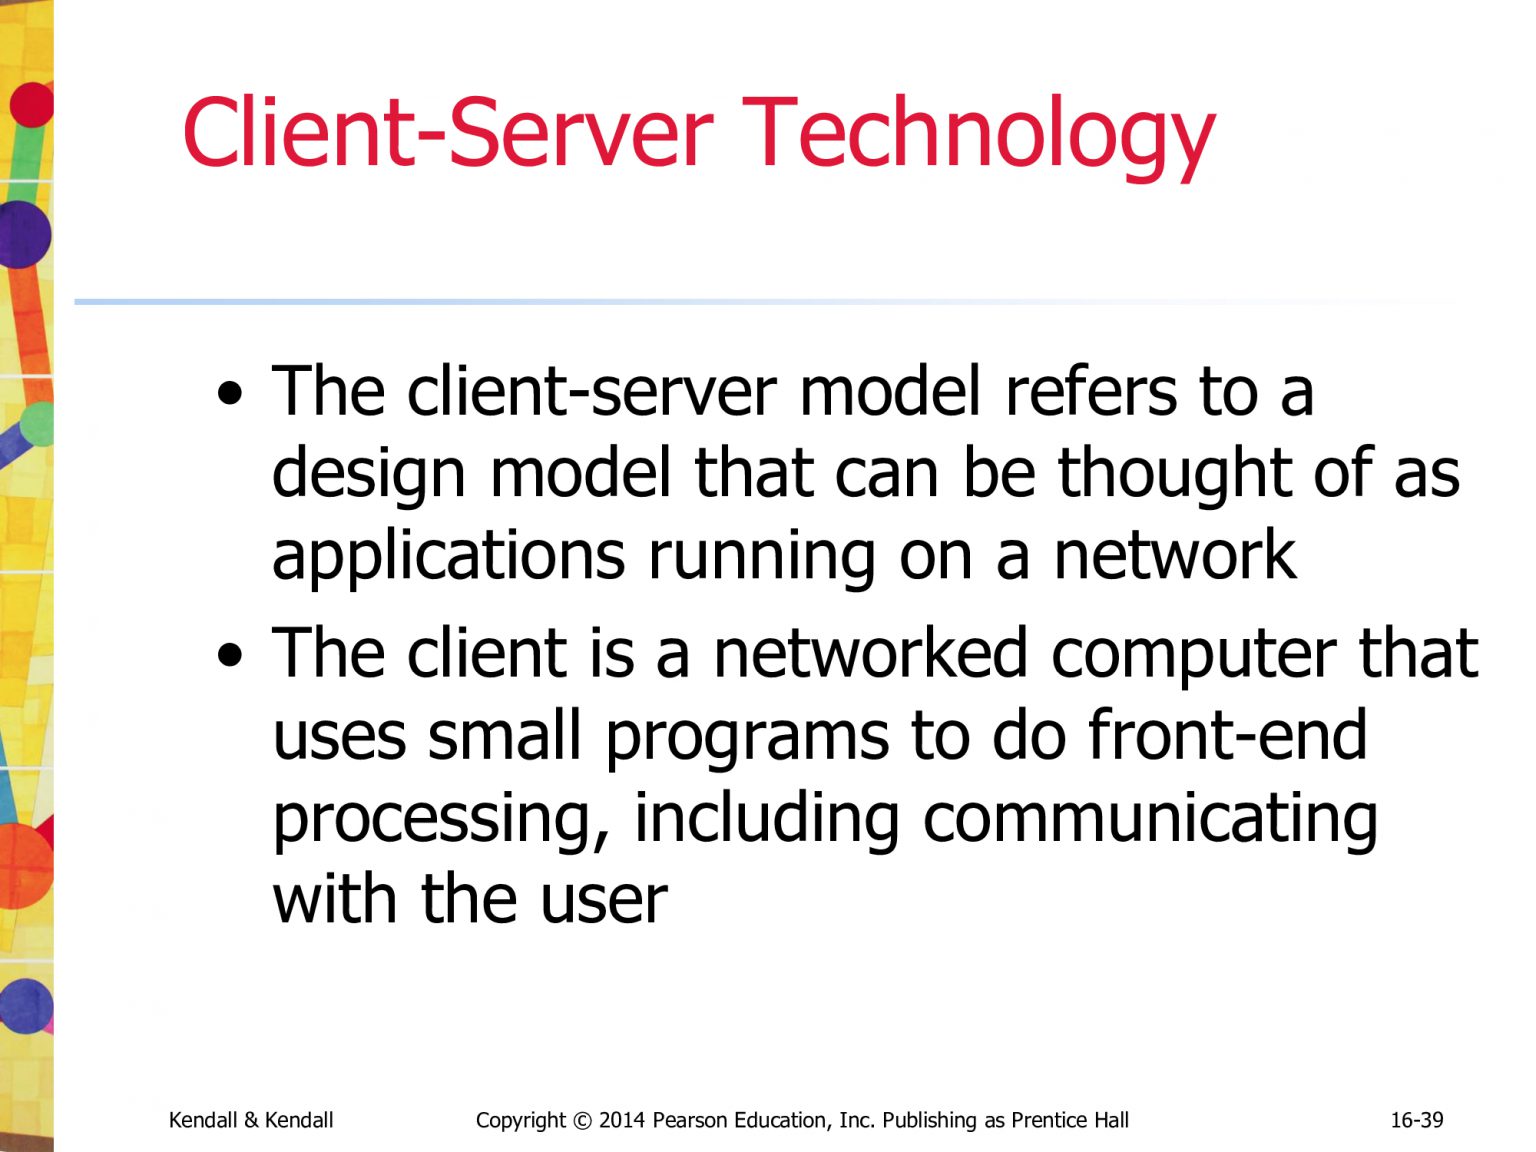 Client-Server Technology
• The client-server model refers to a
design model that can be thought of as
applications running on a network
• The client is a networked computer that
uses small programs to do front-end
processing, including communicating
with the user
Kendall & Kendall Copyright © 2014 Pearson Education, Inc. Publishing as Prentice Hall 16-39